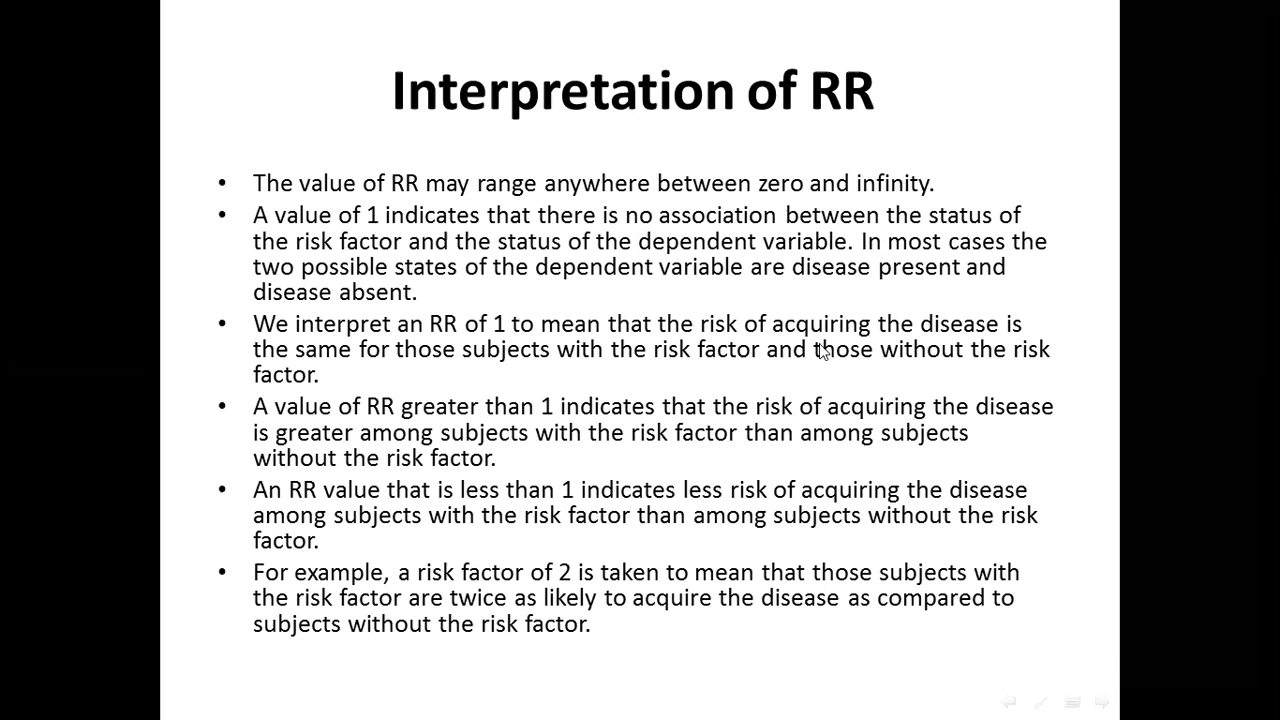 Interpretation of RR
• The value of RR may range anywhere between zero and infinity.
• A value of 1 indicates that there is no association between the status of
the risk factor and the status of the dependent variable. In most cases the
two possible states of the dependent variable are disease present and
disease absent.
• We interpret an RR of 1 to mean that the risk of acquiring the disease is
the same for those subjects with the risk factor and those without the risk
factor.
• A value of RR greater than 1 indicates that the risk of acquiring the disease
is greater among subjects with the risk factor than among subjects
without the risk factor.
• An RR value that is less than 1 indicates less risk of acquiring the disease
among subjects with the risk factor than among subjects without the risk
factor.
• For example, a risk factor of 2 is taken to mean that those subjects with
the risk factor are twice as likely to acquire the disease as compared to
subjects without the risk factor.